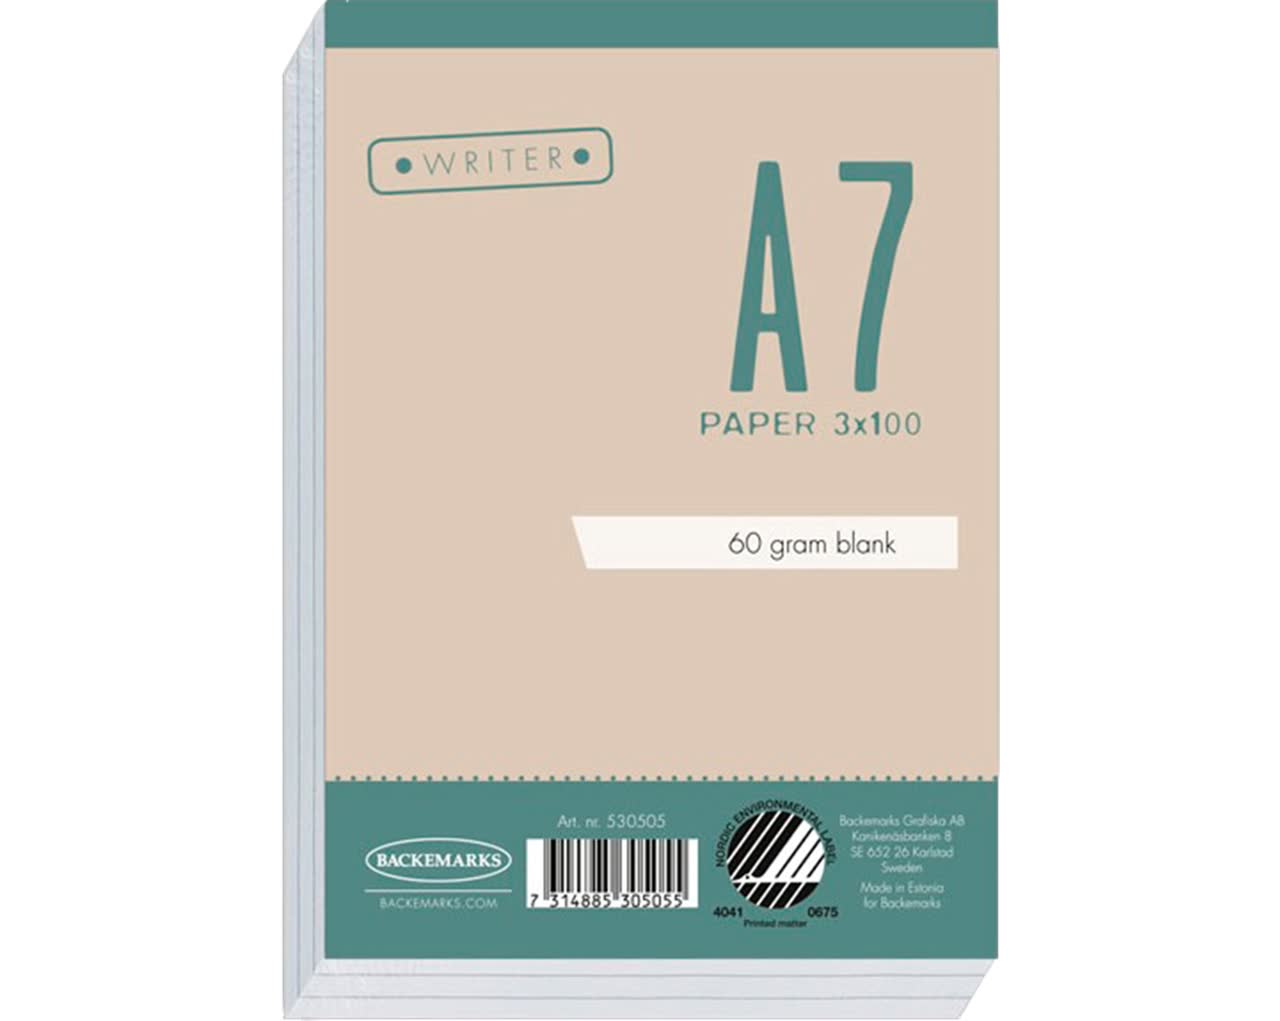 WRITER
A7
PAPER 3x100
60 gram blank
BACKEMARKS
BACKEMARKS.COM
Art. nr. 530505
7 314885 305055
NORDIC ENVIRONMENTAL LABEL
4041 0675
Printed matter
Backemarks Grafiska AB
Kanikenäsbanken 8
SE 652 26 Karlstad
Sweden
Made in Estonia
for Backemarks